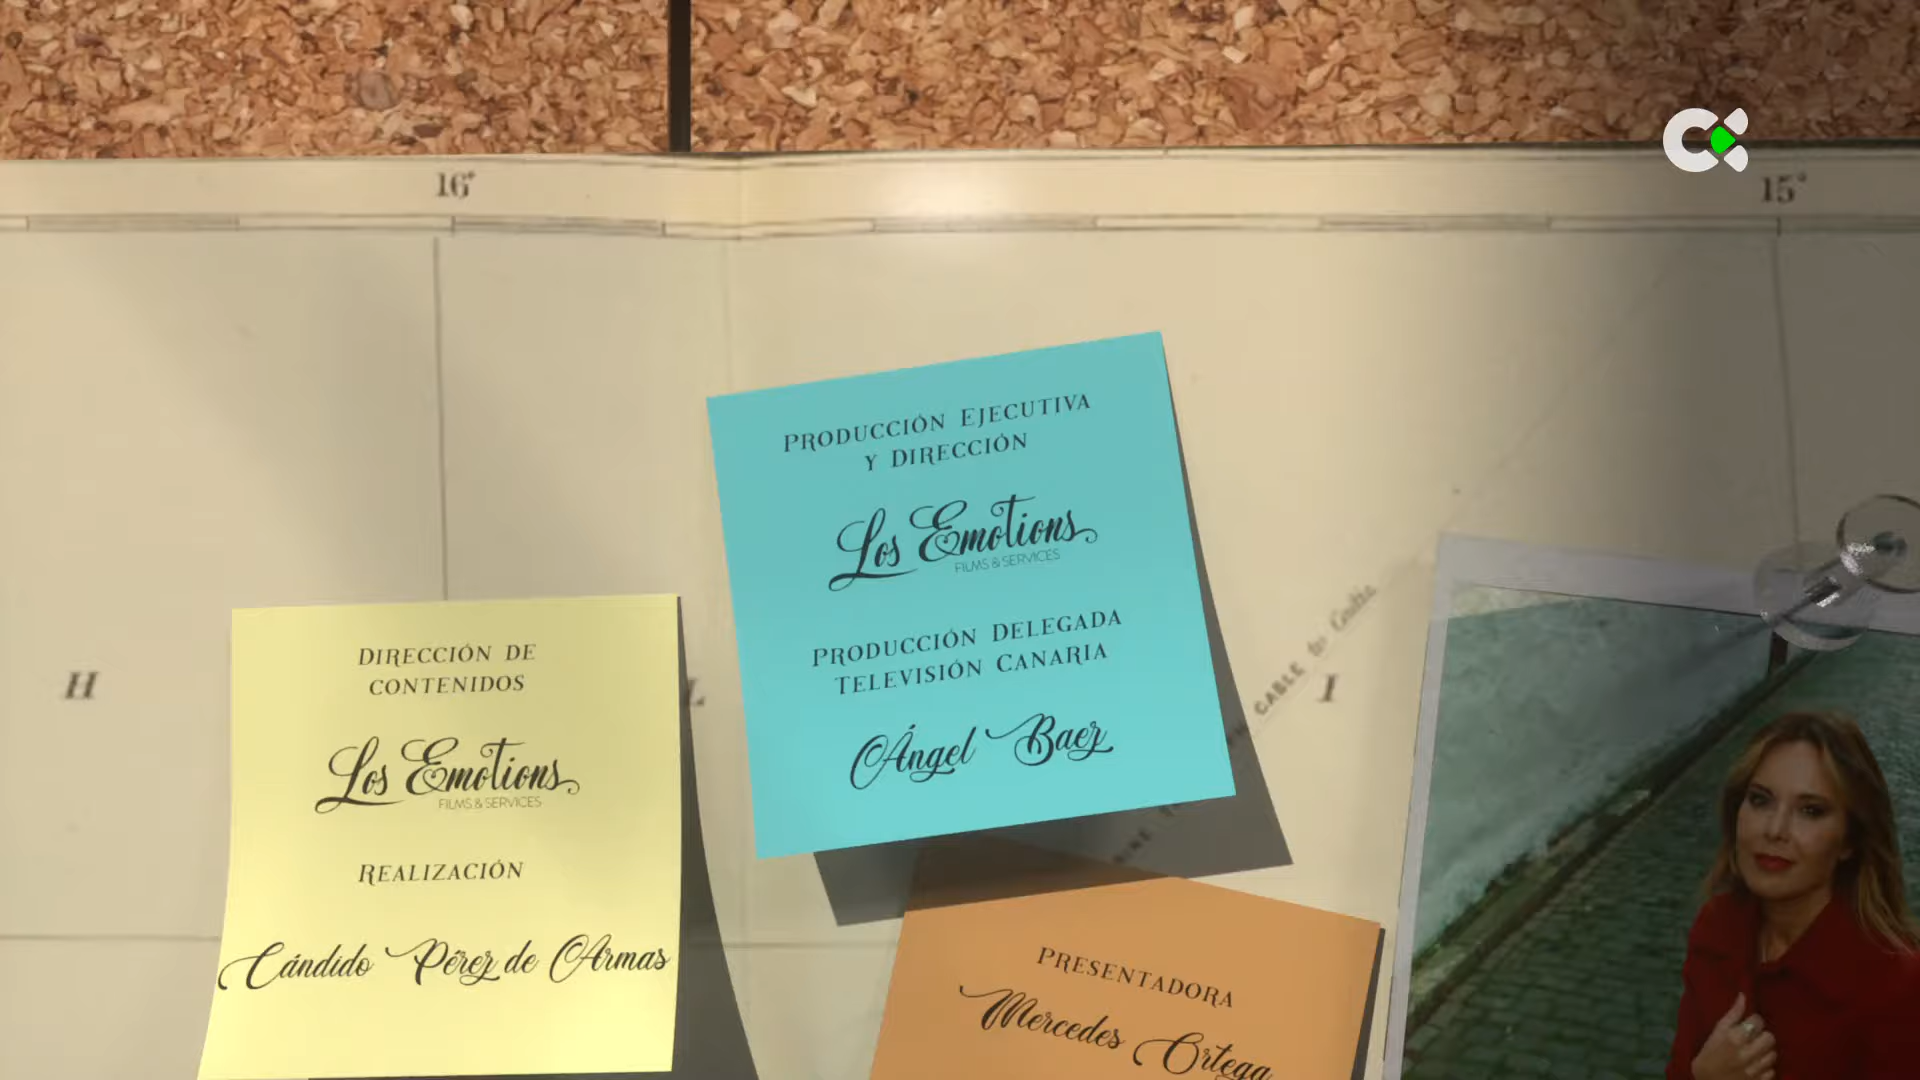 16°
15°
PRODUCCIÓN EJECUTIVA
Y DIRECCIÓN
Los Emotions
FILMS & SERVICES
PRODUCCIÓN DELEGADA
TELEVISIÓN CANARIA
Ángel Baez
DIRECCIÓN DE
CONTENIDOS
Los Emotions
FILMS & SERVICES
REALIZACIÓN
Cándido Pérez de Armas
H
L
I
CABLE to
PRESENTADORA
Mercedes Ortega